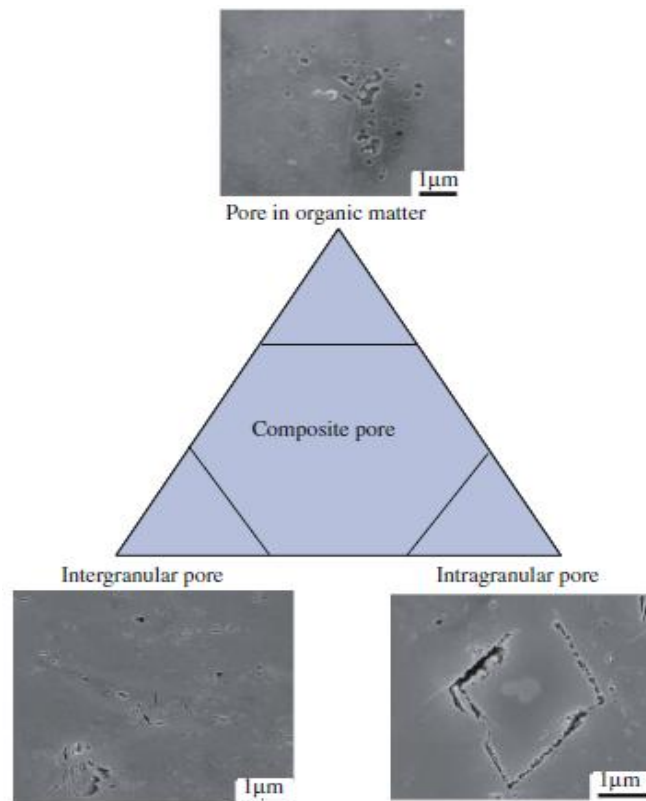 1μm
Pore in organic matter
Composite pore
Intergranular pore
Intragranular pore
1μm
1μm